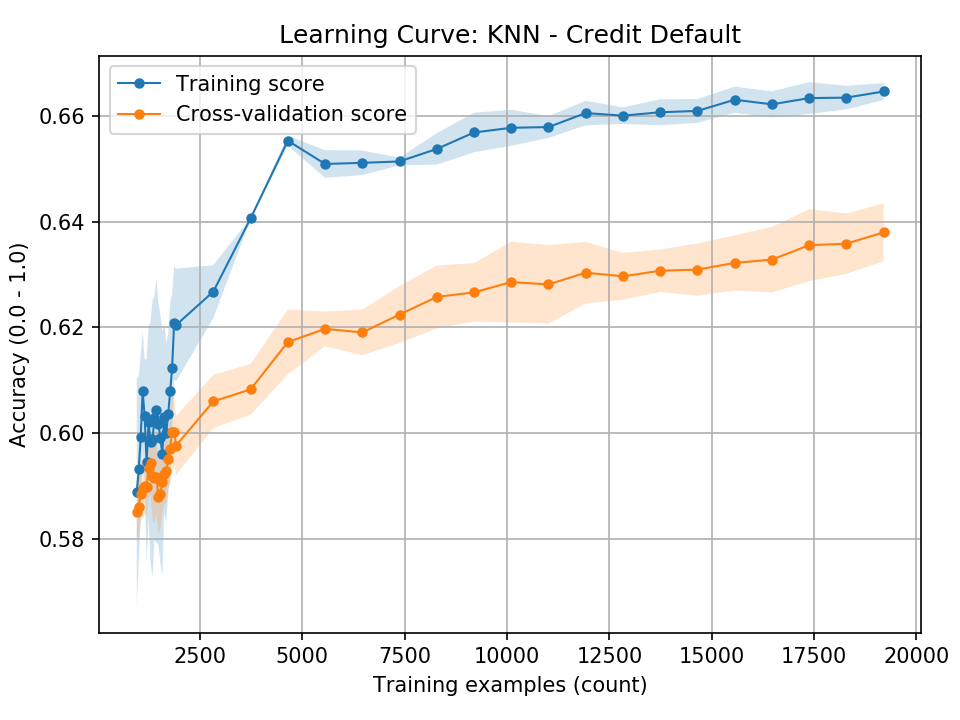 Learning Curve: KNN - Credit Default
Training score
Cross-validation score
0.66
0.64
0.62
0.60
0.58
Accuracy (0.0 - 1.0)
2500 5000 7500 10000 12500 15000 17500 20000
Training examples (count)